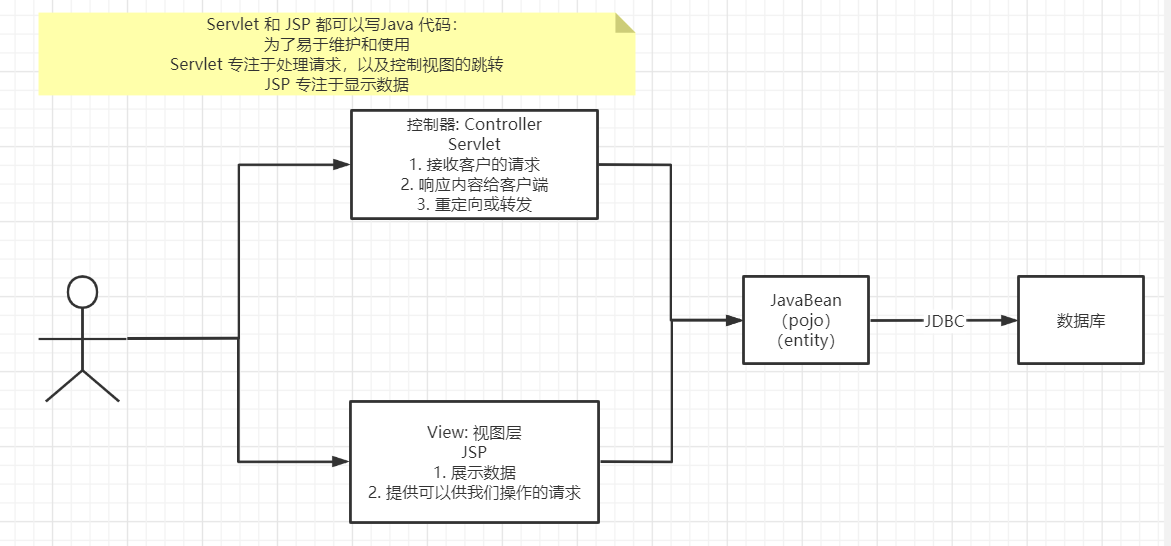 Servlet 和 JSP 都可以写Java 代码：
为了易于维护和使用
Servlet 专注于处理请求，以及控制视图的跳转
JSP 专注于显示数据
控制器: Controller
Servlet
1. 接收客户的请求
2. 响应内容给客户端
3. 重定向或转发
JavaBean
（pojo）
（entity）
JDBC
数据库
View: 视图层
JSP
1. 展示数据
2. 提供可以供我们操作的请求